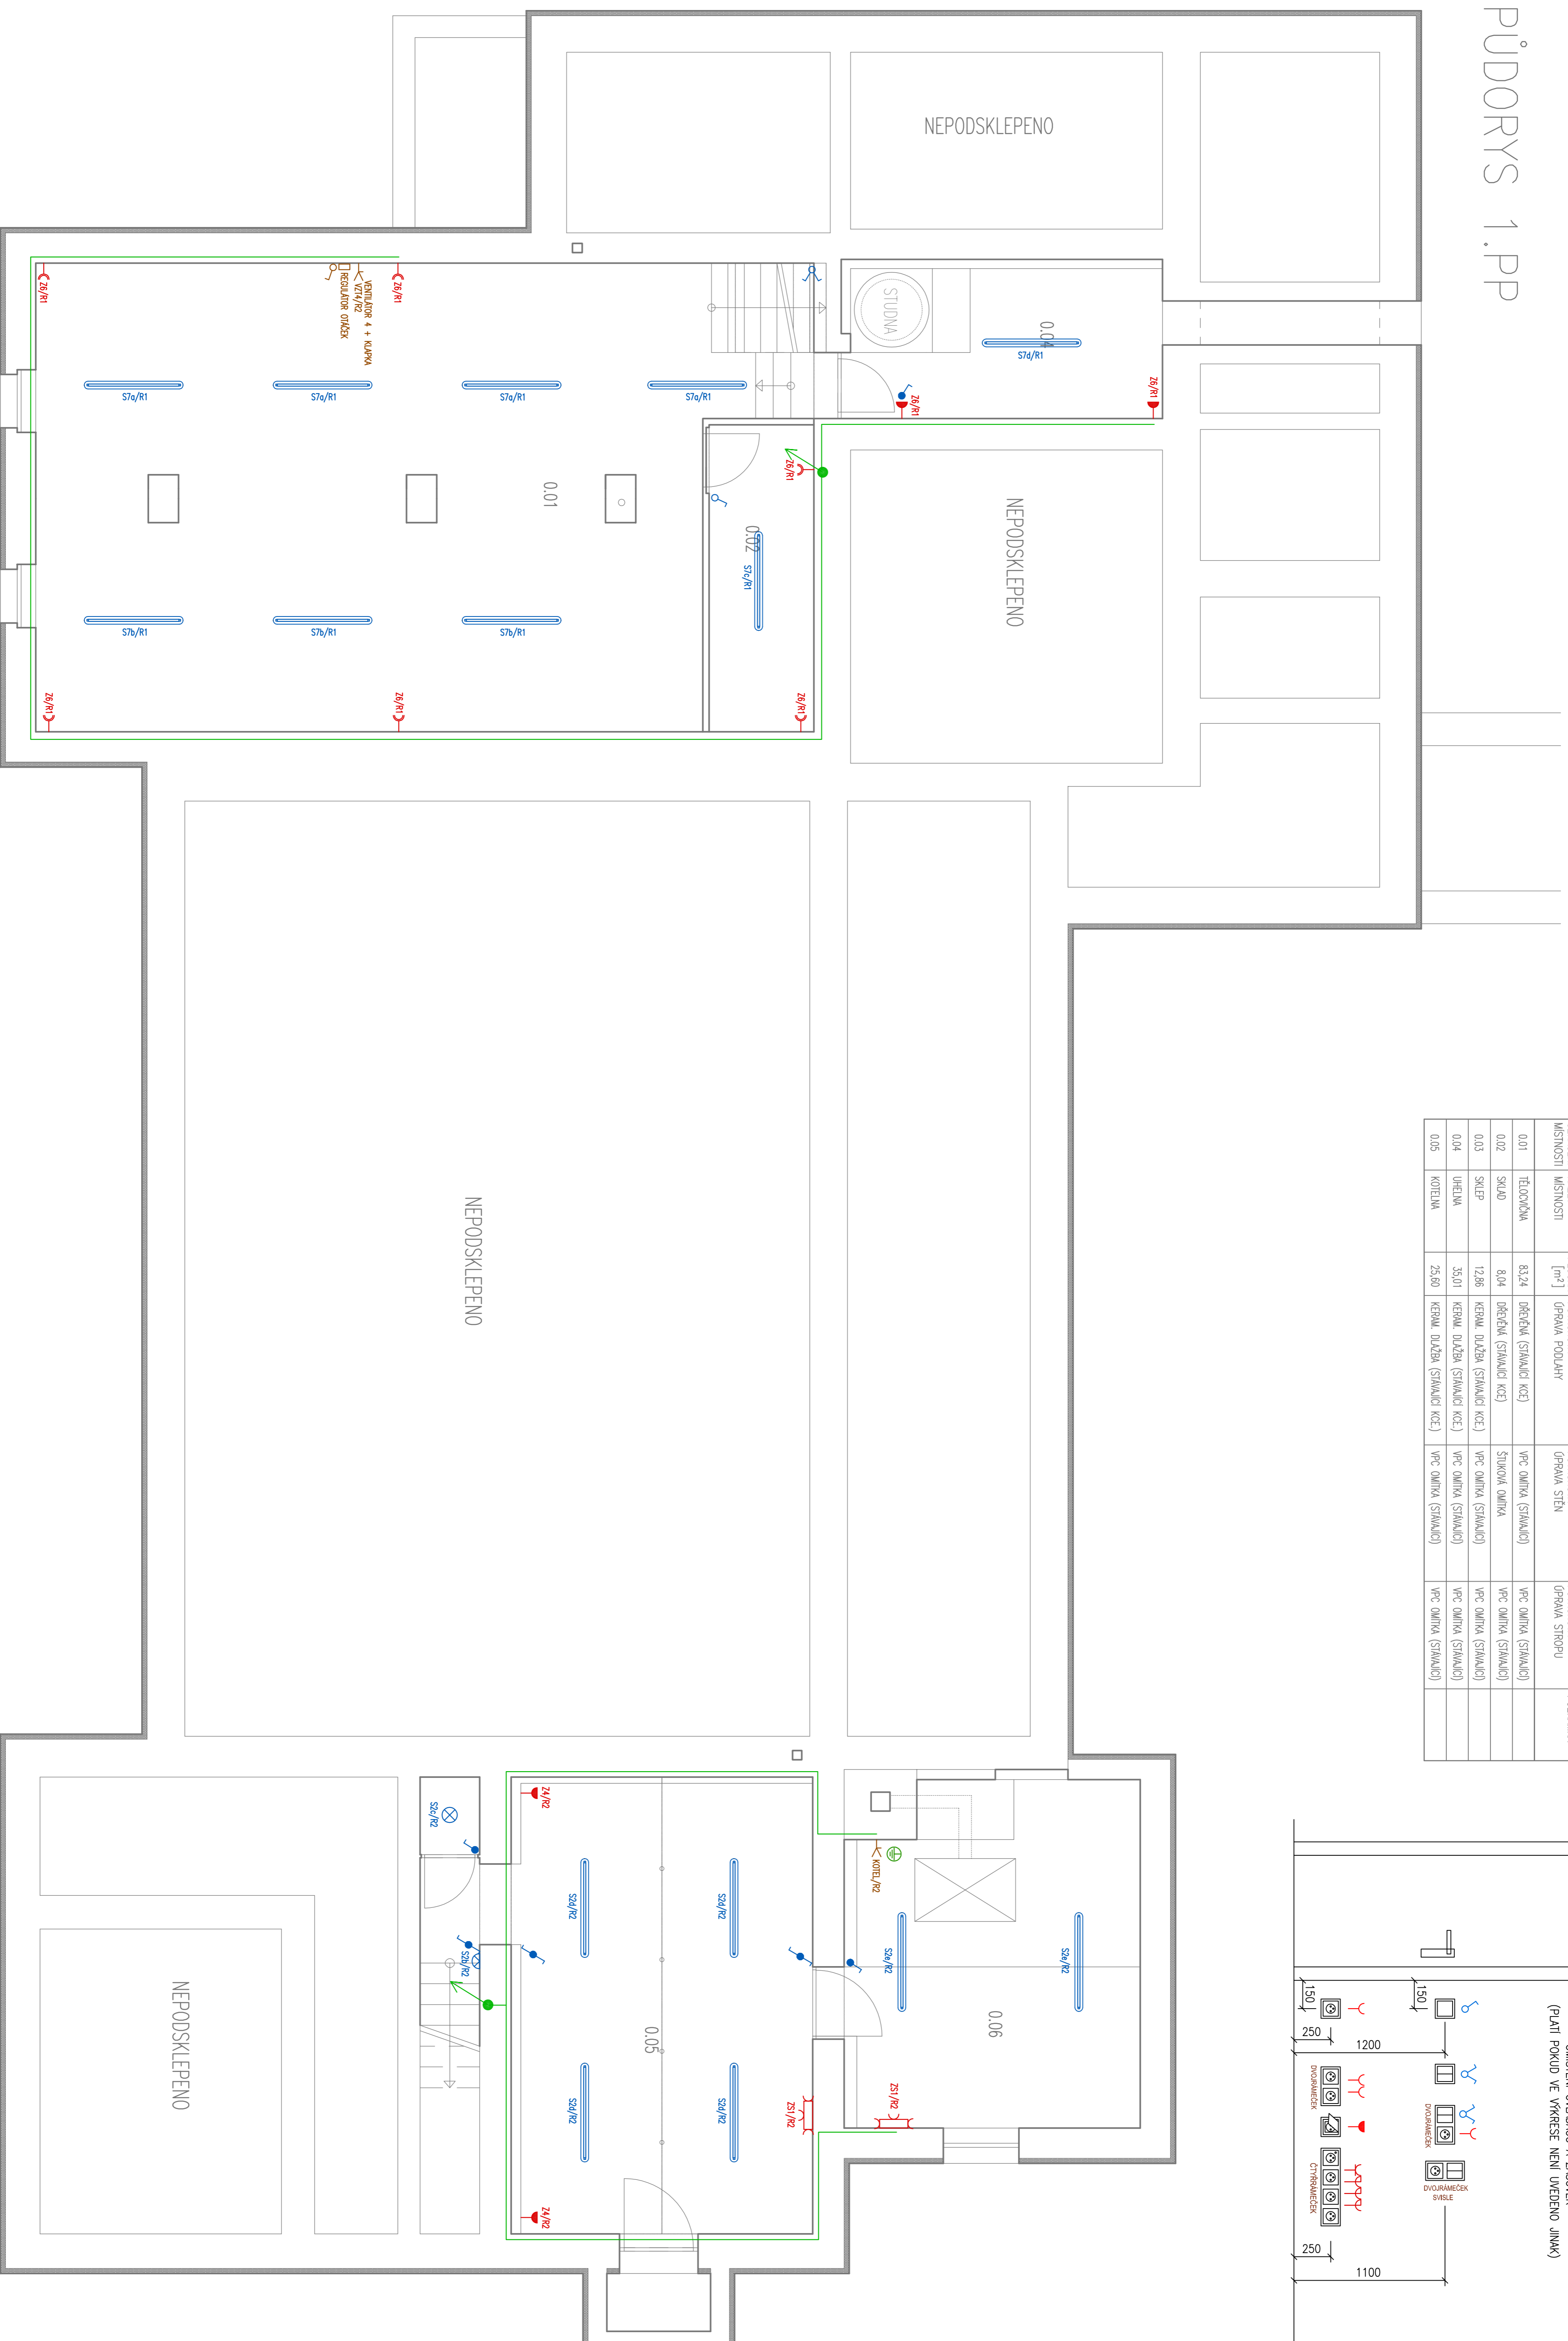 PŮDORYS 1.PP
MÍSTNOSTI MÍSTNOSTI [m²] ÚPRAVA PODLAHY ÚPRAVA STĚN ÚPRAVA STROPU
0.01 TĚLOCVIČNA 83,24 DŘEVĚNÁ (STÁVAJÍCÍ KCE) VPC OMÍTKA (STÁVAJÍCÍ) VPC OMÍTKA (STÁVAJÍCÍ)
0.02 SKLAD 8,04 DŘEVĚNÁ (STÁVAJÍCÍ KCE) ŠTUKOVÁ OMÍTKA VPC OMÍTKA (STÁVAJÍCÍ)
0.03 SKLEP 12,86 KERAM. DLAŽBA (STÁVAJÍCÍ KCE.) VPC OMÍTKA (STÁVAJÍCÍ) VPC OMÍTKA (STÁVAJÍCÍ)
0.04 UHELNA 35,01 KERAM. DLAŽBA (STÁVAJÍCÍ KCE.) VPC OMÍTKA (STÁVAJÍCÍ) VPC OMÍTKA (STÁVAJÍCÍ)
0.05 KOTELNA 25,60 KERAM. DLAŽBA (STÁVAJÍCÍ KCE.) VPC OMÍTKA (STÁVAJÍCÍ) VPC OMÍTKA (STÁVAJÍCÍ)
(PLATÍ POKUD VE VÝKRESE NENÍ UVEDENO JINAK)
150
150
250
1200
DVOJRÁMEČEK
DVOJRÁMEČEK
DVOJRÁMEČEK
SVISLE
ČTYŘRÁMEČEK
250
1100
NEPODSKLEPENO
STUDNA
0.04
S7d/R1
Z6/R1
Z6/R1
NEPODSKLEPENO
Z6/R1
Z6/R1
VENTILÁTOR 4 + KLAPKA
VZT4/R2
REGULÁTOR OTÁČEK
S7a/R1
S7a/R1
S7a/R1
S7a/R1
0.01
Z6/R1
0.02
S7c/R1
S7b/R1
S7b/R1
S7b/R1
Z6/R1
Z6/R1
Z6/R1
NEPODSKLEPENO
Z4/R2
S2c/R2
S2b/R2
S2d/R2
S2d/R2
S2d/R2
S2d/R2
0.05
KOTEL/R2
S2e/R2
S2e/R2
0.06
ZS1/R2
ZS1/R2
Z4/R2
NEPODSKLEPENO